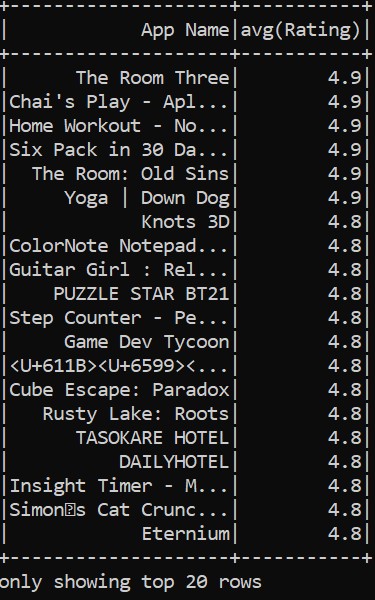 +--------------------+-----------+
|            App Name|avg(Rating)|
+--------------------+-----------+
|      The Room Three|        4.9|
|Chai's Play - Apl...|        4.9|
|Home Workout - No...|        4.9|
|Six Pack in 30 Da...|        4.9|
|  The Room: Old Sins|        4.9|
|     Yoga | Down Dog|        4.9|
|            Knots 3D|        4.8|
|ColorNote Notepad...|        4.8|
|Guitar Girl : Rel...|        4.8|
|    PUZZLE STAR BT21|        4.8|
|Step Counter - Pe...|        4.8|
|     Game Dev Tycoon|        4.8|
|<U+611B><U+6599><...|        4.8|
|Cube Escape: Paradox|        4.8|
|   Rusty Lake: Roots|        4.8|
|      TASOKARE HOTEL|        4.8|
|          DAILYHOTEL|        4.8|
|Insight Timer - M...|        4.8|
|Simon�s Cat Crunc...|        4.8|
|            Eternium|        4.8|
+--------------------+-----------+
only showing top 20 rows